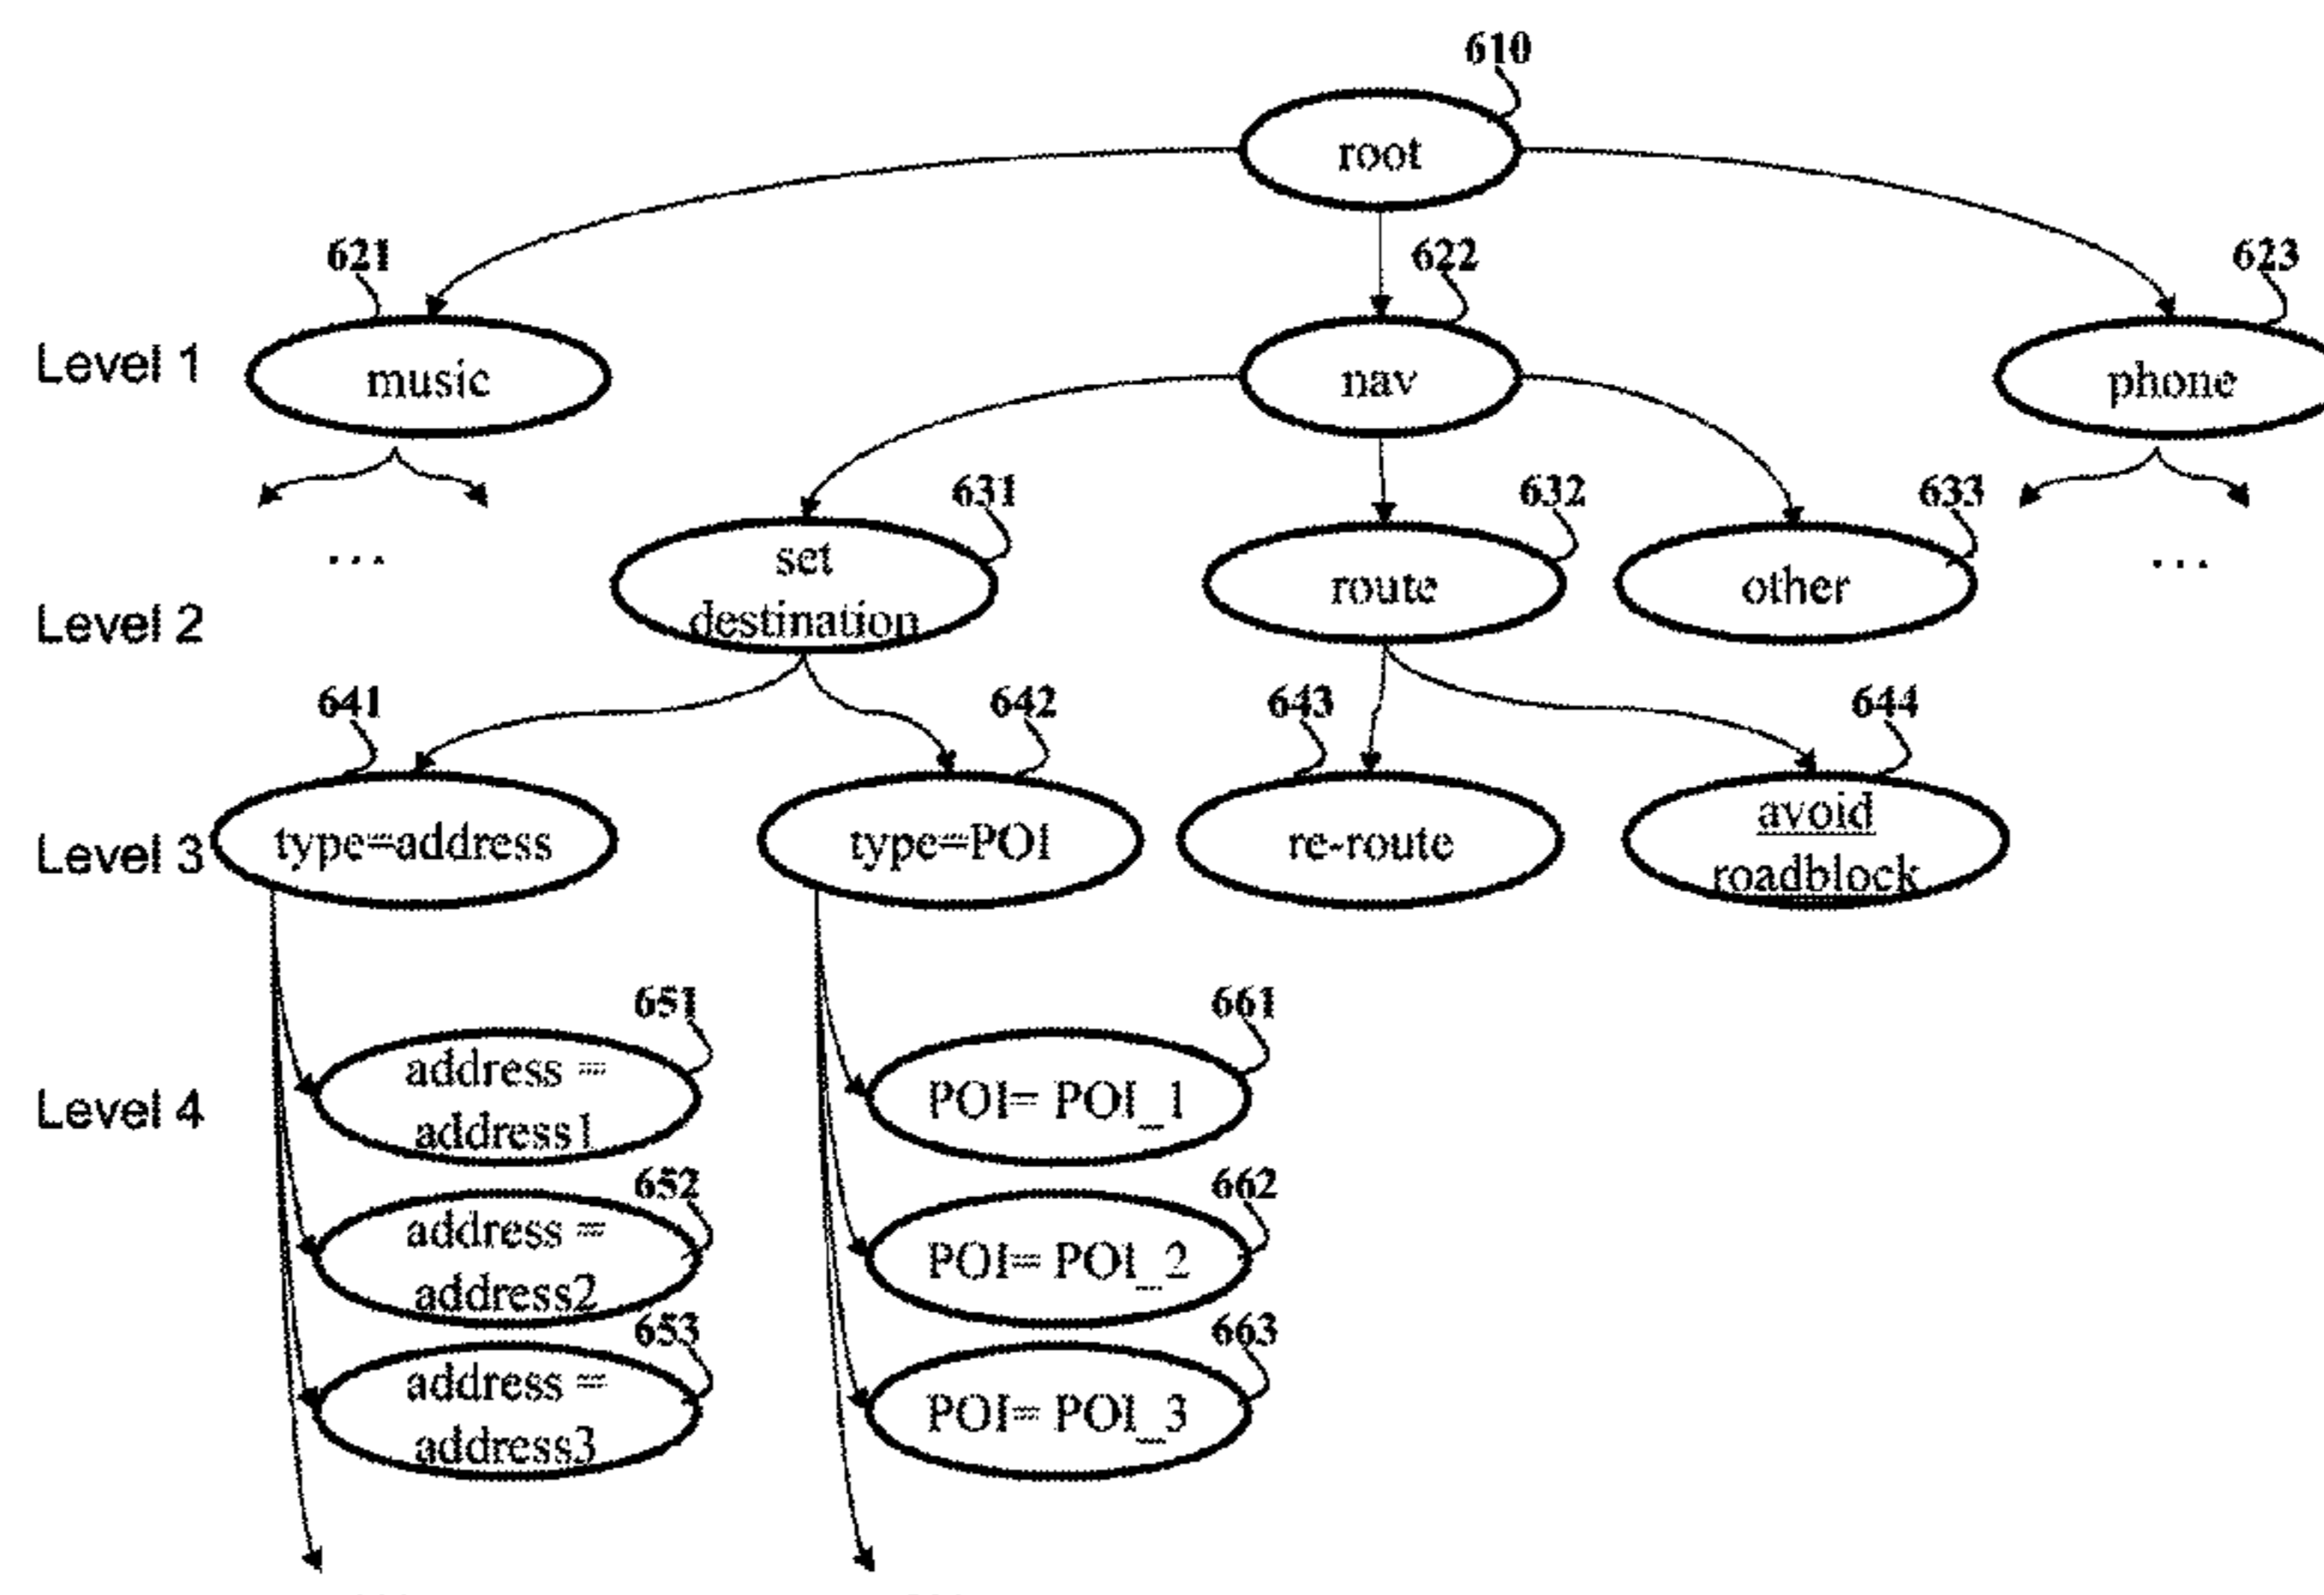 610
root
621
622
623
Level 1
music
nav
phone
631
632
633
set
destination
route
other
...
...
Level 2
641
642
643
644
Level 3
type=address
type=POI
re-route
avoid
roadblock
651
661
Level 4
address =
address1
POI= POI_1
652
662
address =
address2
POI= POI_2
653
663
address =
address3
POI= POI_3